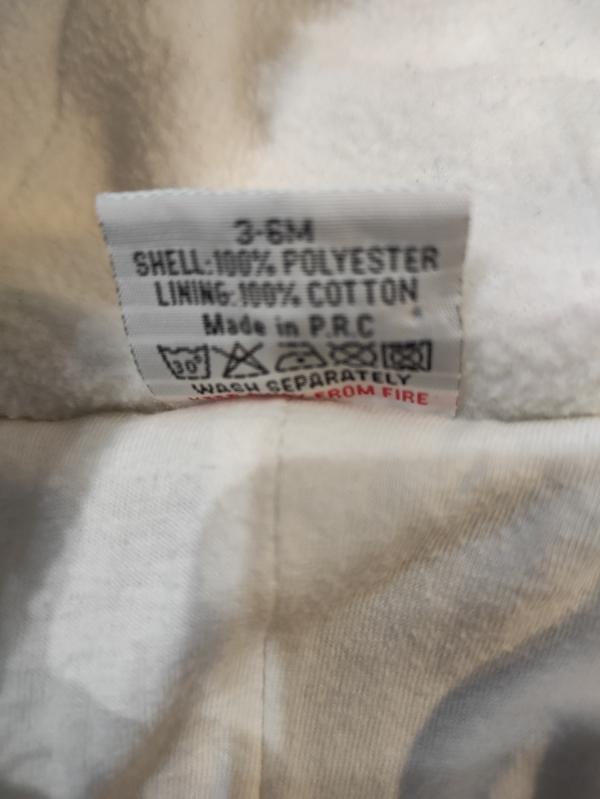 3-6M
SHELL:100% POLYESTER
LINING:100% COTTON
Made in P.R.C
30°
WASH SEPARATELY
FROM FIRE